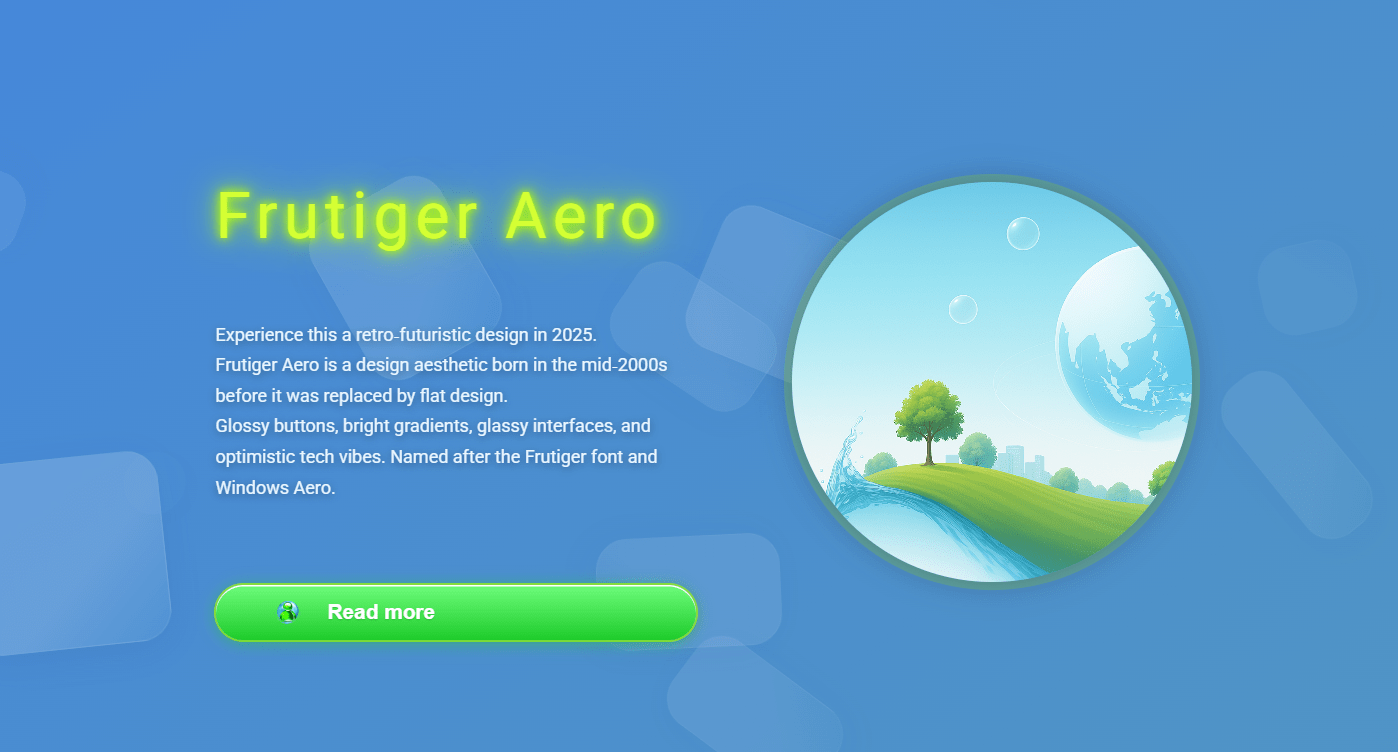 Frutiger Aero
Experience this a retro-futuristic design in 2025.
Frutiger Aero is a design aesthetic born in the mid-2000s
before it was replaced by flat design.
Glossy buttons, bright gradients, glassy interfaces, and
optimistic tech vibes. Named after the Frutiger font and
Windows Aero.
Read more